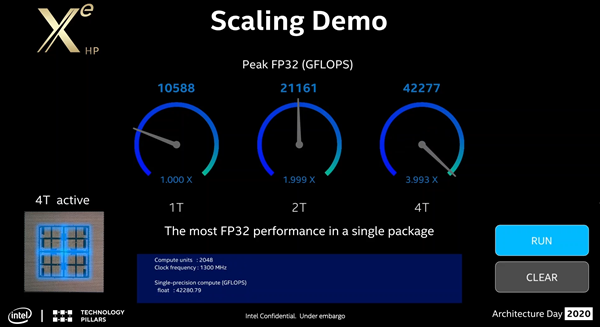 Xe HP
Scaling Demo
Peak FP32 (GFLOPS)
10588 21161 42277
1.000 X 1.999 X 3.993 X
1T 2T 4T
4T active
The most FP32 performance in a single package
Compute units : 2048
Clock frequency : 1300 MHz
Single-precision compute (GFLOPS)
float : 42280.79
RUN
CLEAR
intel
TECHNOLOGY
PILLARS
Intel Confidential. Under embargo
Architecture Day 2020